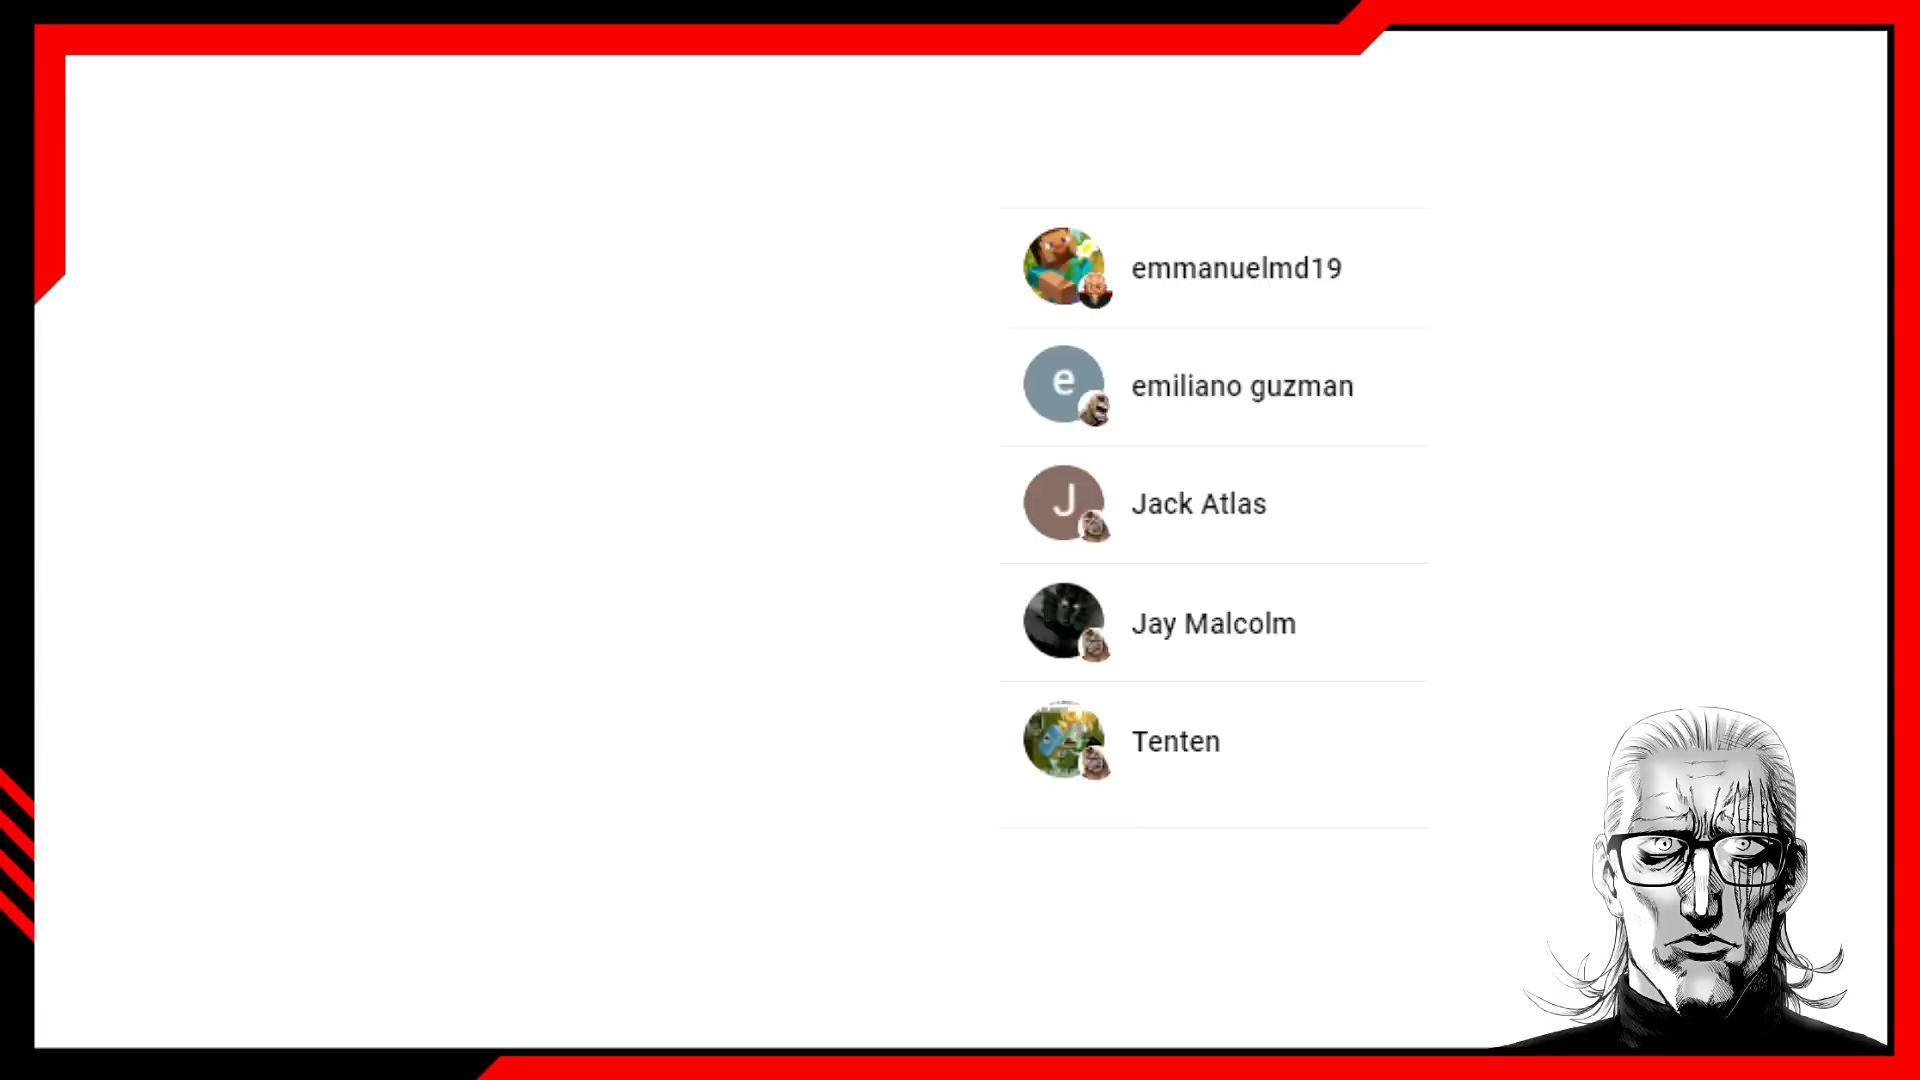 emmanuelmd19
e
emiliano guzman
J
Jack Atlas
Jay Malcolm
Tenten